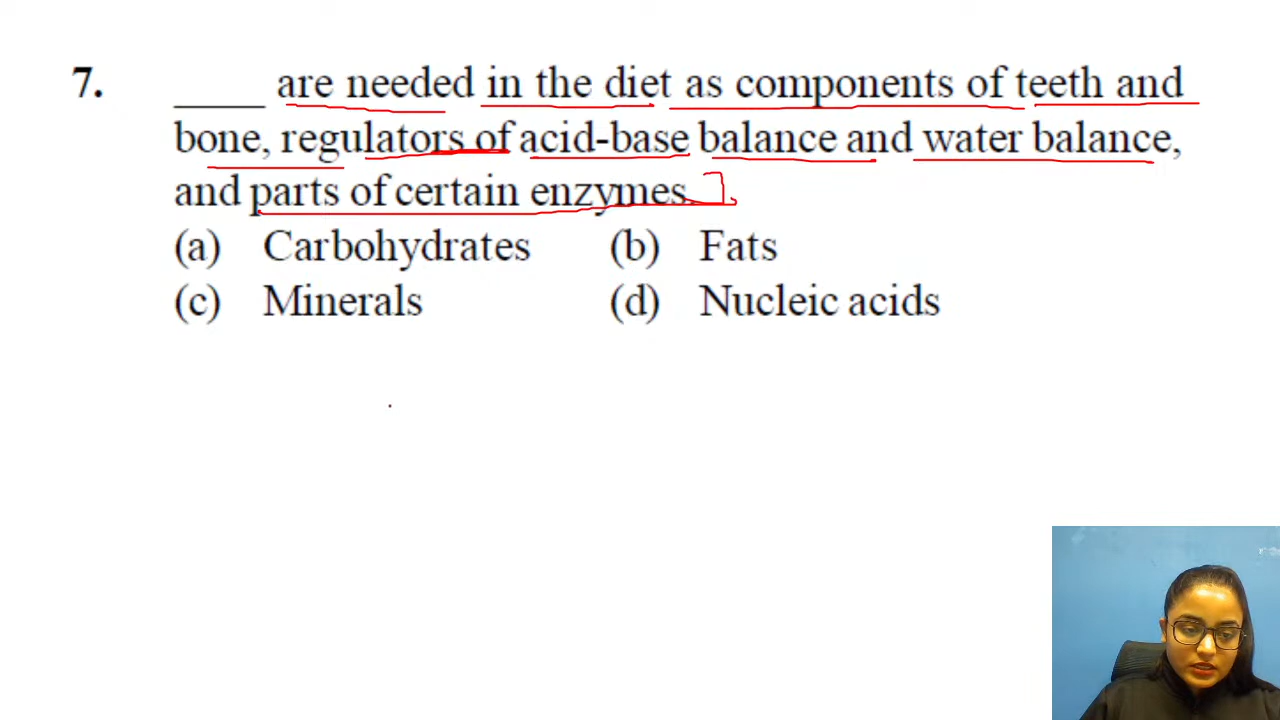 7. ____ are needed in the diet as components of teeth and
bone, regulators of acid-base balance and water balance,
and parts of certain enzymes.
(a) Carbohydrates (b) Fats
(c) Minerals (d) Nucleic acids